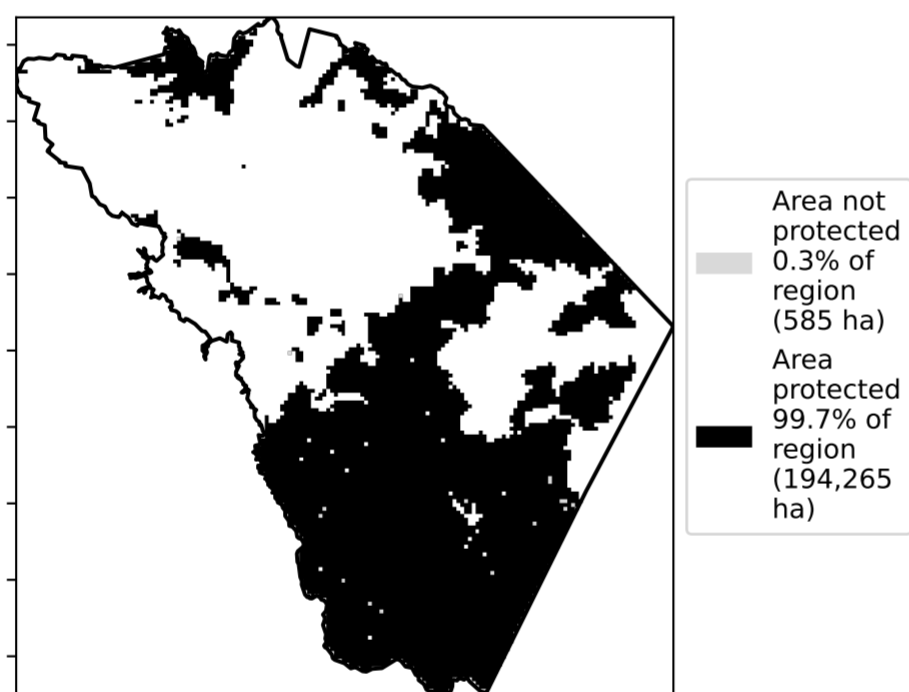 Area not
protected
0.3% of
region
(585 ha)
Area
protected
99.7% of
region
(194,265
ha)